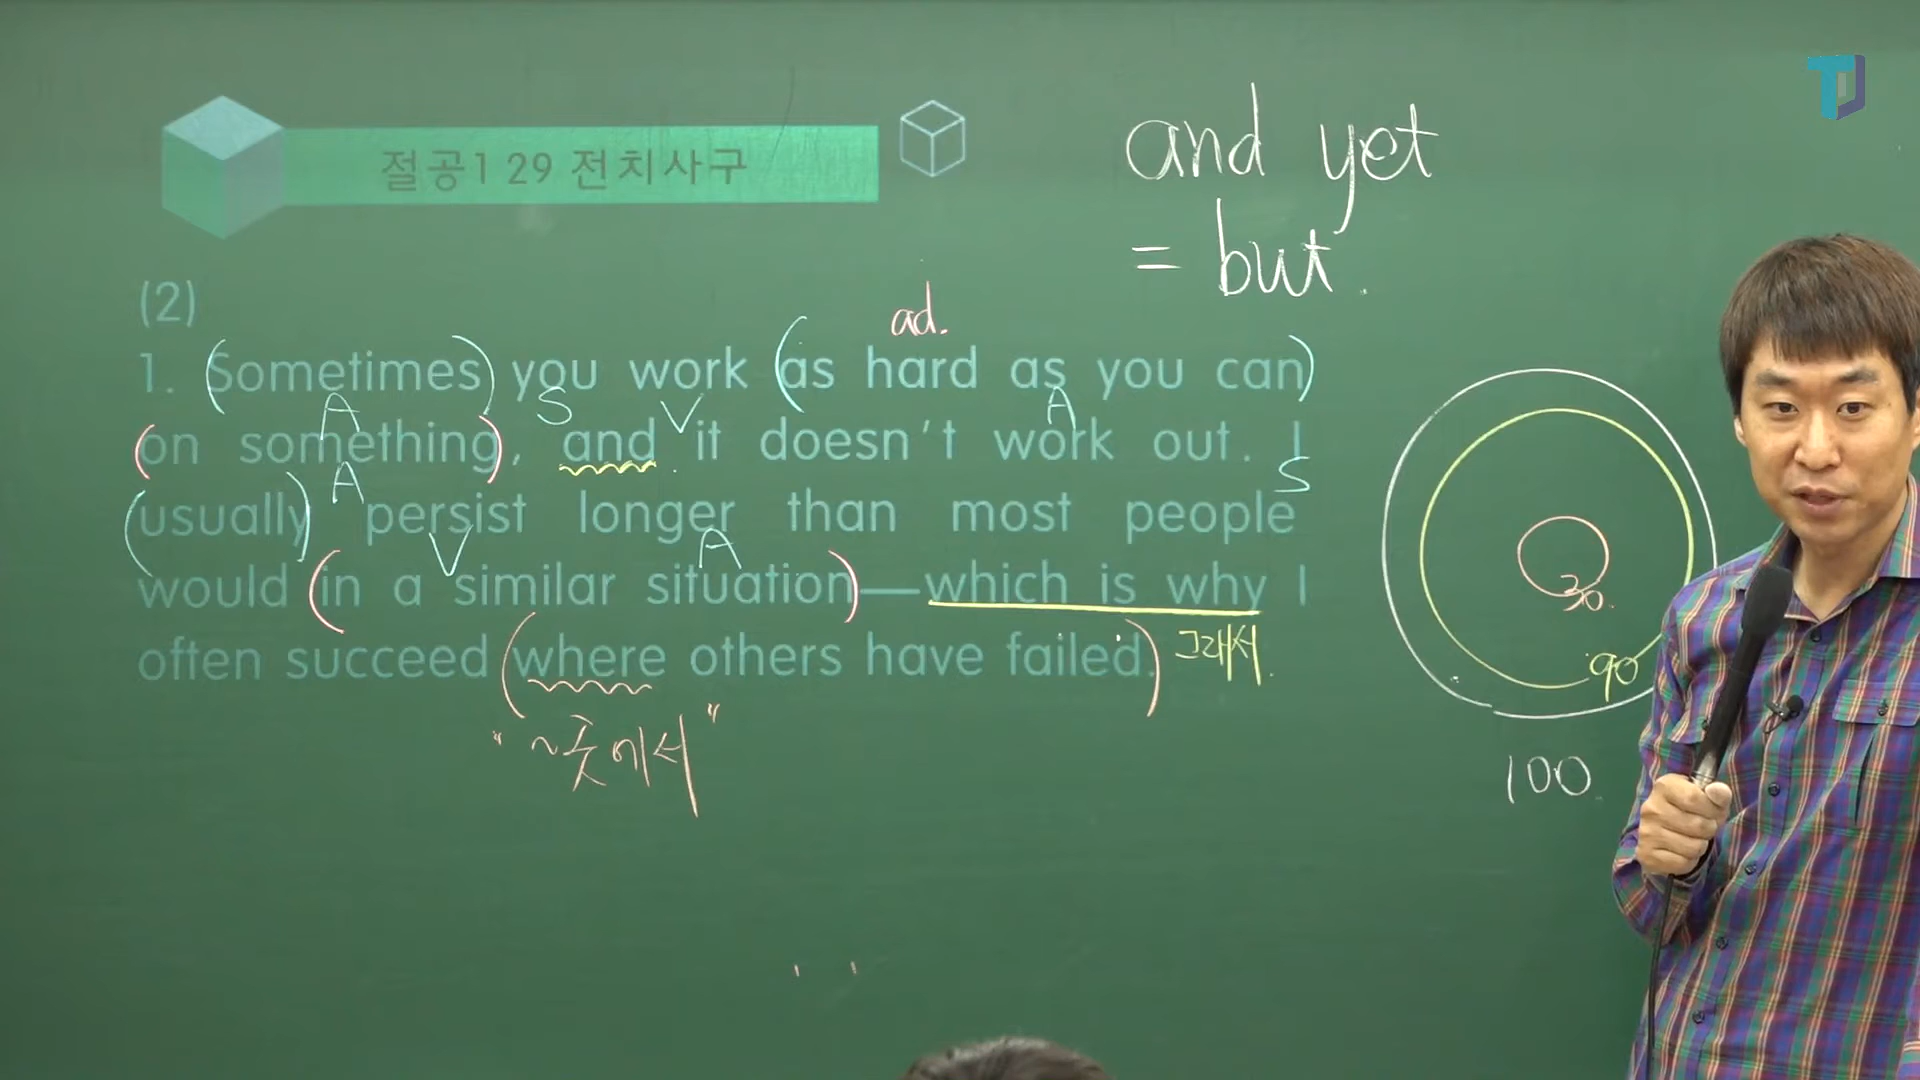 절공1 29 전치사구
and yet
= but.
(2)
ad.
1. (Sometimes) you work (as hard as you can)
A S V A
(on something), and it doesn't work out. I
A S
(usually) persist longer than most people
V A
would (in a similar situation)—which is why I
often succeed (where others have failed.) 그래서.
"~곳에서"
30.
90
100
TJ